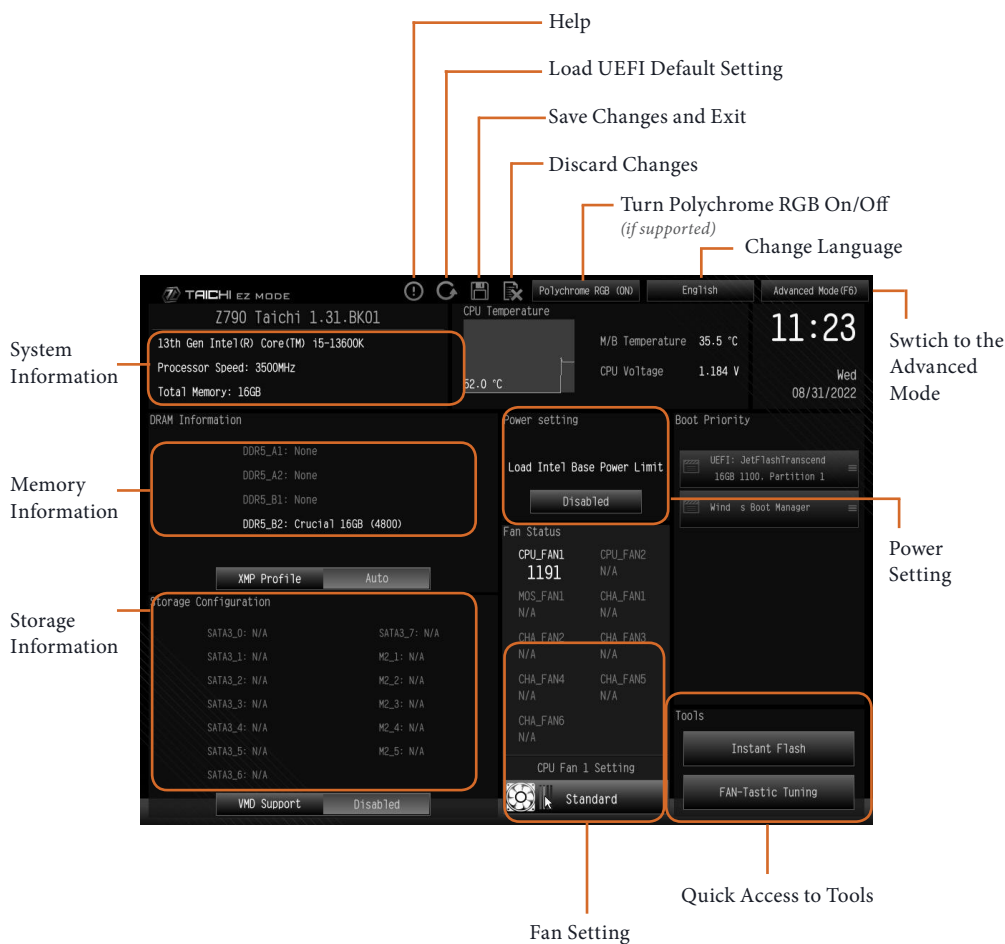 Help
Load UEFI Default Setting
Save Changes and Exit
Discard Changes
Turn Polychrome RGB On/Off
(if supported)
Change Language
TAICHI EZ MODE
Polychrome RGB (ON)
English
Advanced Mode(F6)
Z790 Taichi 1.31.BK01
13th Gen Intel(R) Core(TM) i5-13600K
Processor Speed: 3500MHz
Total Memory: 16GB
CPU Temperature
52.0 °C
M/B Temperature 35.5 °C
CPU Voltage 1.184 V
11:23
Wed
08/31/2022
System
Information
Swtich to the
Advanced
Mode
DRAM Information
DDR5_A1: None
DDR5_A2: None
DDR5_B1: None
DDR5_B2: Crucial 16GB (4800)
XMP Profile Auto
Memory
Information
Power setting
Load Intel Base Power Limit
Disabled
Boot Priority
UEFI: JetFlashTranscend
16GB 1100, Partition 1
Wind s Boot Manager
Power
Setting
Fan Status
CPU_FAN1 CPU_FAN2
1191 N/A
MOS_FAN1 CHA_FAN1
N/A
CHA_FAN2 CHA_FAN3
N/A N/A
CHA_FAN4 CHA_FAN5
N/A N/A
CHA_FAN6
N/A
CPU Fan 1 Setting
Standard
Storage
Information
Storage Configuration
SATA3_0: N/A SATA3_7: N/A
SATA3_1: N/A M2_1: N/A
SATA3_2: N/A M2_2: N/A
SATA3_3: N/A M2_3: N/A
SATA3_4: N/A M2_4: N/A
SATA3_5: N/A M2_5: N/A
SATA3_6: N/A
VMD Support Disabled
Tools
Instant Flash
FAN-Tastic Tuning
Quick Access to Tools
Fan Setting